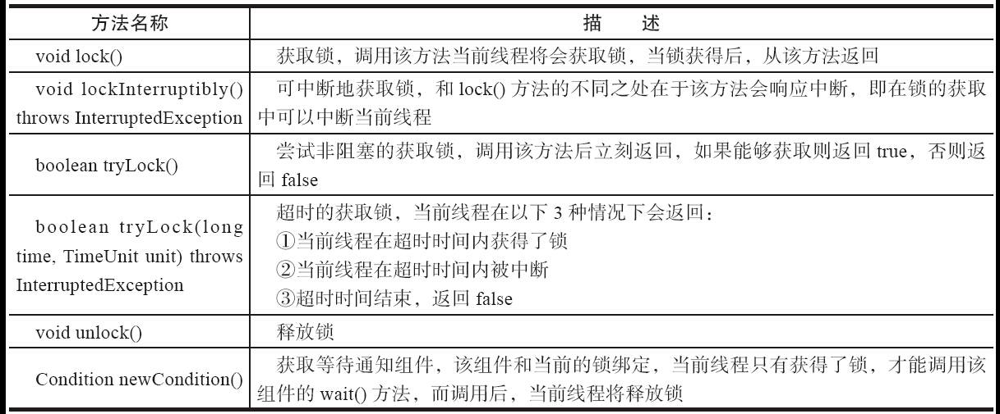 方法名称 描 述
void lock() 获取锁，调用该方法当前线程将会获取锁，当锁获得后，从该方法返回
void lockInterruptibly() throws InterruptedException
可中断地获取锁，和 lock() 方法的不同之处在于该方法会响应中断，即在锁的获取
中可以中断当前线程
boolean tryLock()
尝试非阻塞的获取锁，调用该方法后立刻返回，如果能够获取则返回 true，否则返
回 false
boolean tryLock(long
time, TimeUnit unit) throws
InterruptedException
超时的获取锁，当前线程在以下 3 种情况下会返回：
①当前线程在超时时间内获得了锁
②当前线程在超时时间内被中断
③超时时间结束，返回 false
void unlock() 释放锁
Condition newCondition()
获取等待通知组件，该组件和当前的锁绑定，当前线程只有获得了锁，才能调用该
组件的 wait() 方法，而调用后，当前线程将释放锁